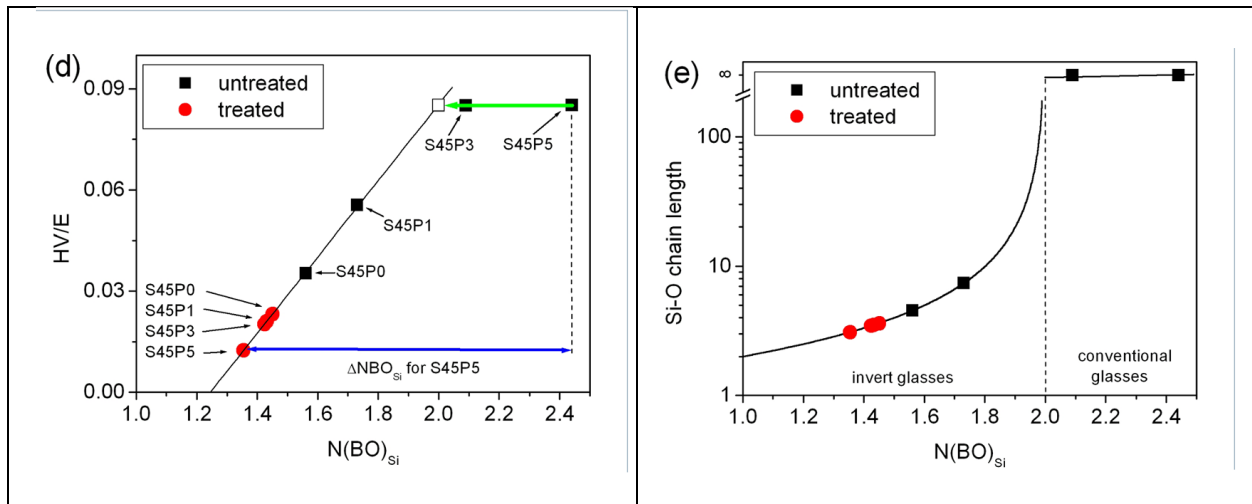 (d)
untreated
treated
HV/E
0.09
0.06
0.03
0.00
S45P3
S45P5
S45P1
S45P0
S45P0
S45P1
S45P3
S45P5
ΔNBO_Si for S45P5
1.0
1.2
1.4
1.6
1.8
2.0
2.2
2.4
N(BO)_Si
(e)
untreated
treated
Si-O chain length
∞
100
10
1
invert glasses
conventional
glasses
1.0
1.2
1.4
1.6
1.8
2.0
2.2
2.4
N(BO)_Si